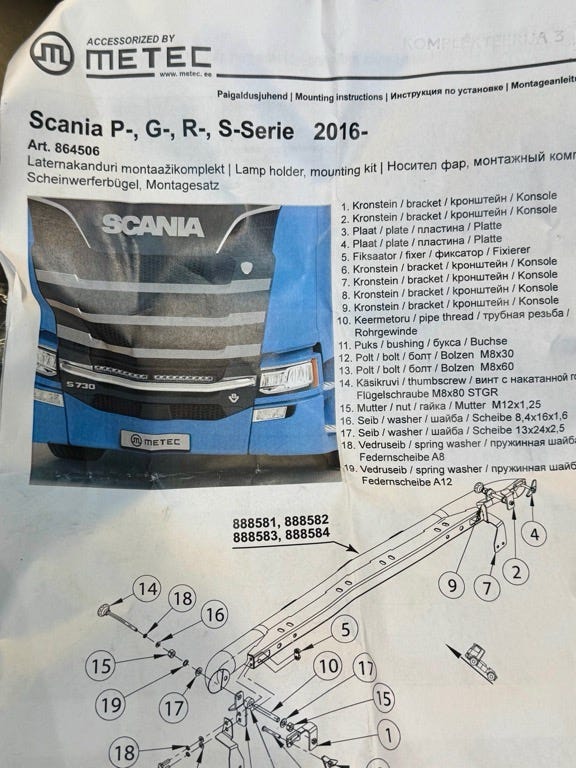 KOMPLEKTEERIJA 3
ACCESSORIZED BY
METEC
www.metec.ee
Paigaldusjuhend | Mounting instructions | Инструкция по установке | Montageanleitu
Scania P-, G-, R-, S-Serie 2016-
Art. 864506
Laternakanduri montaažikomplekt | Lamp holder, mounting kit | Носител фар, монтажный комп
Scheinwerferbügel, Montagesatz
SCANIA
S 730
METEC
1. Kronstein / bracket / кронштейн / Konsole
2. Kronstein / bracket / кронштейн / Konsole
3. Plaat / plate / пластина / Platte
4. Plaat / plate / пластина / Platte
5. Fiksaator / fixer / фиксатор / Fixierer
6. Kronstein / bracket / кронштейн / Konsole
7. Kronstein / bracket / кронштейн / Konsole
8. Kronstein / bracket / кронштейн / Konsole
9. Kronstein / bracket / кронштейн / Konsole
10. Keermetoru / pipe thread / трубная резьба /
Rohrgewinde
11. Puks / bushing / букса / Buchse
12. Polt / bolt / болт / Bolzen M8x30
13. Polt / bolt / болт / Bolzen M8x60
14. Käsikruvi / thumbscrew / винт с накатанной го
Flügelschraube M8x80 STGR
15. Mutter / nut / гайка / Mutter M12x1,25
16. Seib / washer / шайба / Scheibe 8,4x16x1,6
17. Seib / washer / шайба / Scheibe 13x24x2,5
18. Vedruseib / spring washer / пружинная шайба
Federnscheibe A8
19. Vedruseib / spring washer / пружинная шайб
Federnscheibe A12
888581, 888582
888583, 888584
4
2
7
9
14
18
16
5
15
10
17
15
19
17
1
18